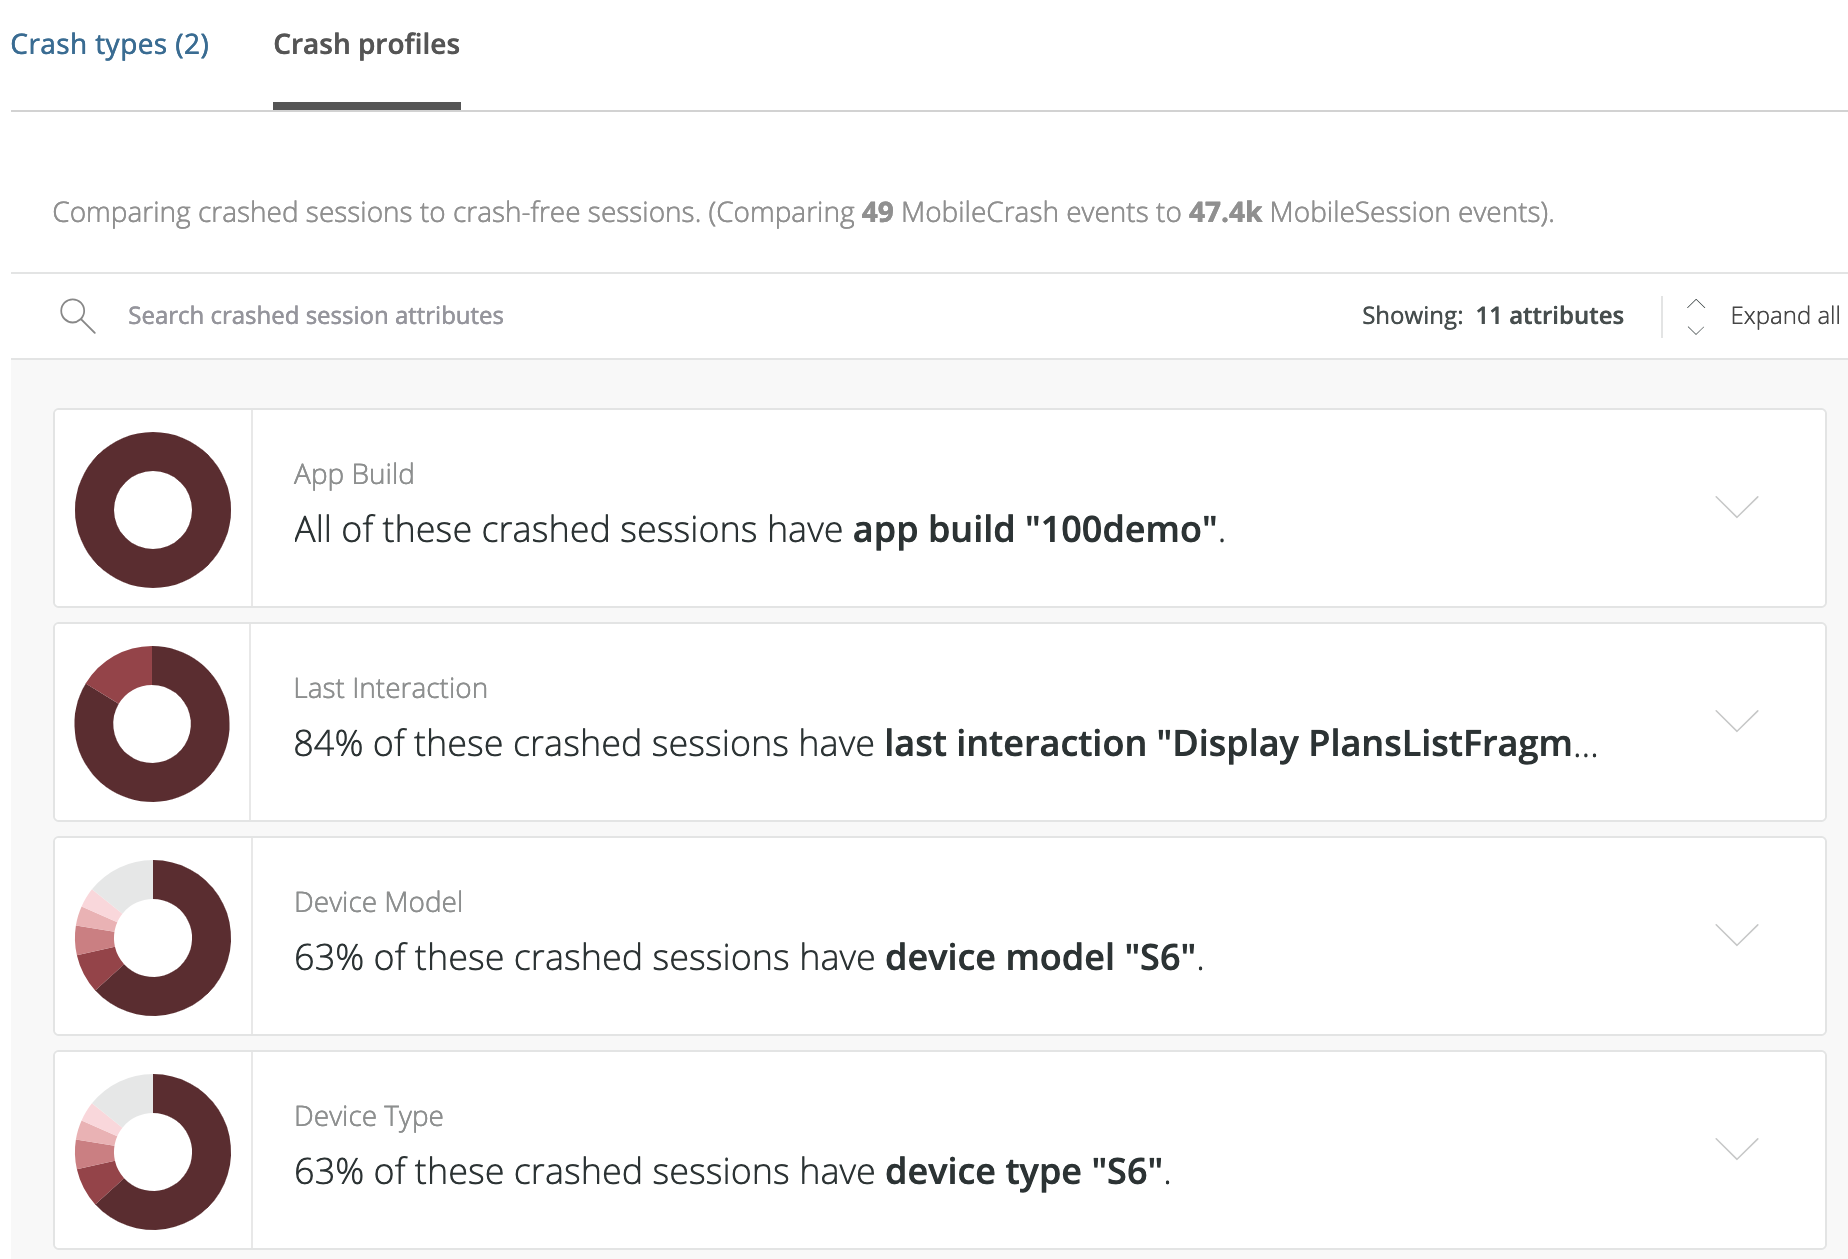 Crash types (2) Crash profiles
Comparing crashed sessions to crash-free sessions. (Comparing 49 MobileCrash events to 47.4k MobileSession events).
Search crashed session attributes Showing: 11 attributes Expand all
App Build
All of these crashed sessions have app build "100demo".
Last Interaction
84% of these crashed sessions have last interaction "Display PlansListFragm...
Device Model
63% of these crashed sessions have device model "S6".
Device Type
63% of these crashed sessions have device type "S6".